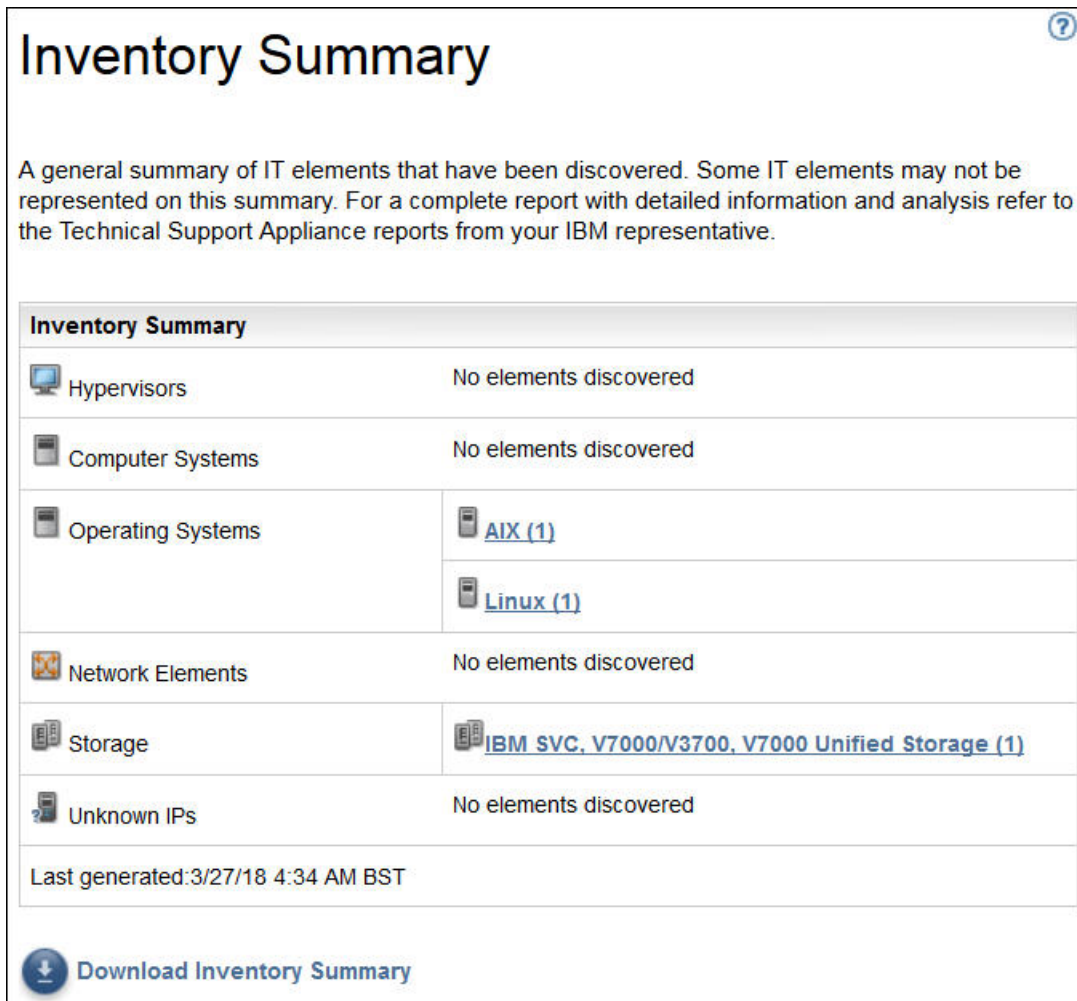 ?
Inventory Summary
A general summary of IT elements that have been discovered. Some IT elements may not be
represented on this summary. For a complete report with detailed information and analysis refer to
the Technical Support Appliance reports from your IBM representative.
Inventory Summary
Hypervisors No elements discovered
Computer Systems No elements discovered
Operating Systems AIX (1)
Linux (1)
Network Elements No elements discovered
Storage IBM SVC, V7000/V3700, V7000 Unified Storage (1)
Unknown IPs No elements discovered
Last generated:3/27/18 4:34 AM BST
Download Inventory Summary